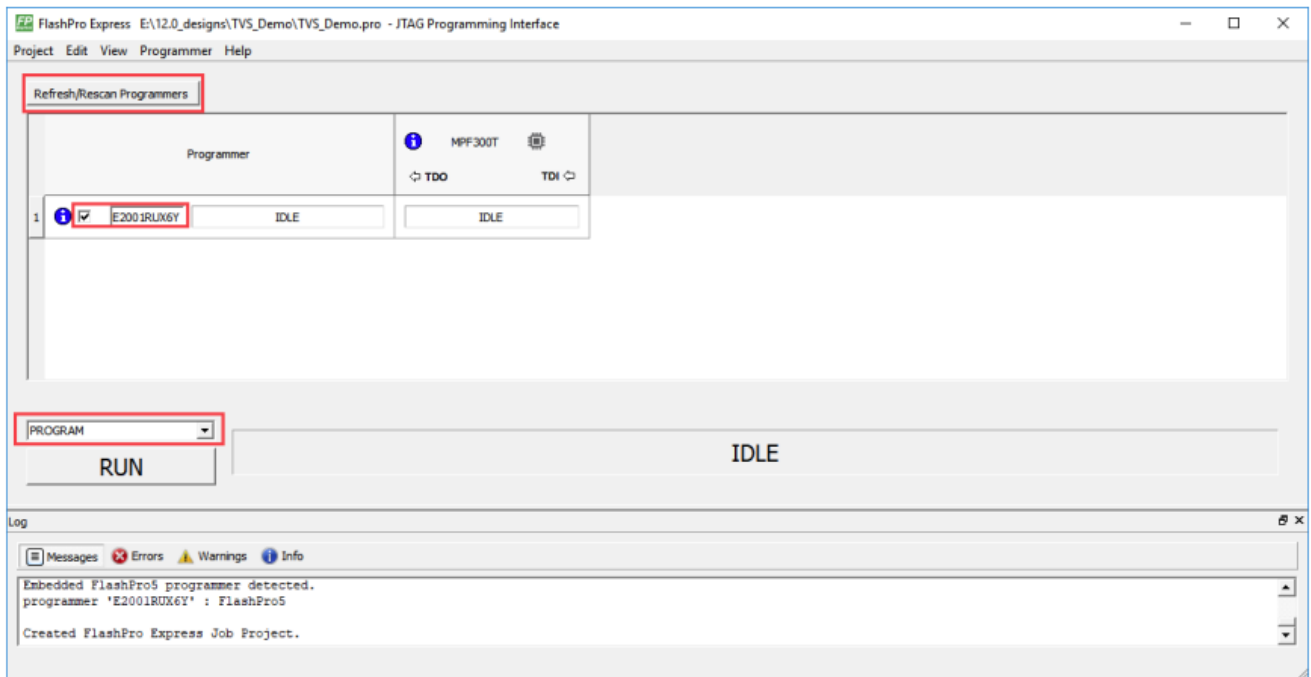 FP FlashPro Express E:\12.0_designs\TVS_Demo\TVS_Demo.pro - JTAG Programming Interface
Project Edit View Programmer Help
Refresh/Rescan Programmers
Programmer
MPF300T
TDO TDI
1 E2001RUX6Y IDLE IDLE
PROGRAM
RUN
IDLE
Log
Messages Errors Warnings Info
Embedded FlashPro5 programmer detected.
programmer 'E2001RUX6Y' : FlashPro5
Created FlashPro Express Job Project.